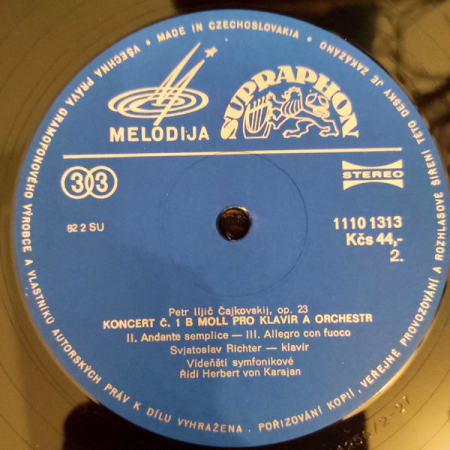 • MADE IN CZECHOSLOVAKIA •
VŠECHNA PRÁVA GRAMOFONOVÉHO VÝROBCE A VLASTNÍKŮ AUTORSKÝCH PRÁV K DÍLU VYHRAŽENA. POŘIZOVÁNÍ KOPIÍ, VEŘEJNÉ PROVOZOVÁNÍ A ROZHLASOVÉ ŠÍŘENÍ TÉTO DESKY JE ZAKÁZÁNO
MELODIJA
SUPRAPHON
33
STEREO
82 2 SU
1110 1313
Kčs 44,-
2.
Petr Iljič Čajkovskij, op. 23
KONCERT Č. 1 B MOLL PRO KLAVÍR A ORCHESTR
II. Andante semplice — III. Allegro con fuoco
Svjatoslav Richter — klavír
Vídeňští symfonikové
Řídí Herbert von Karajan